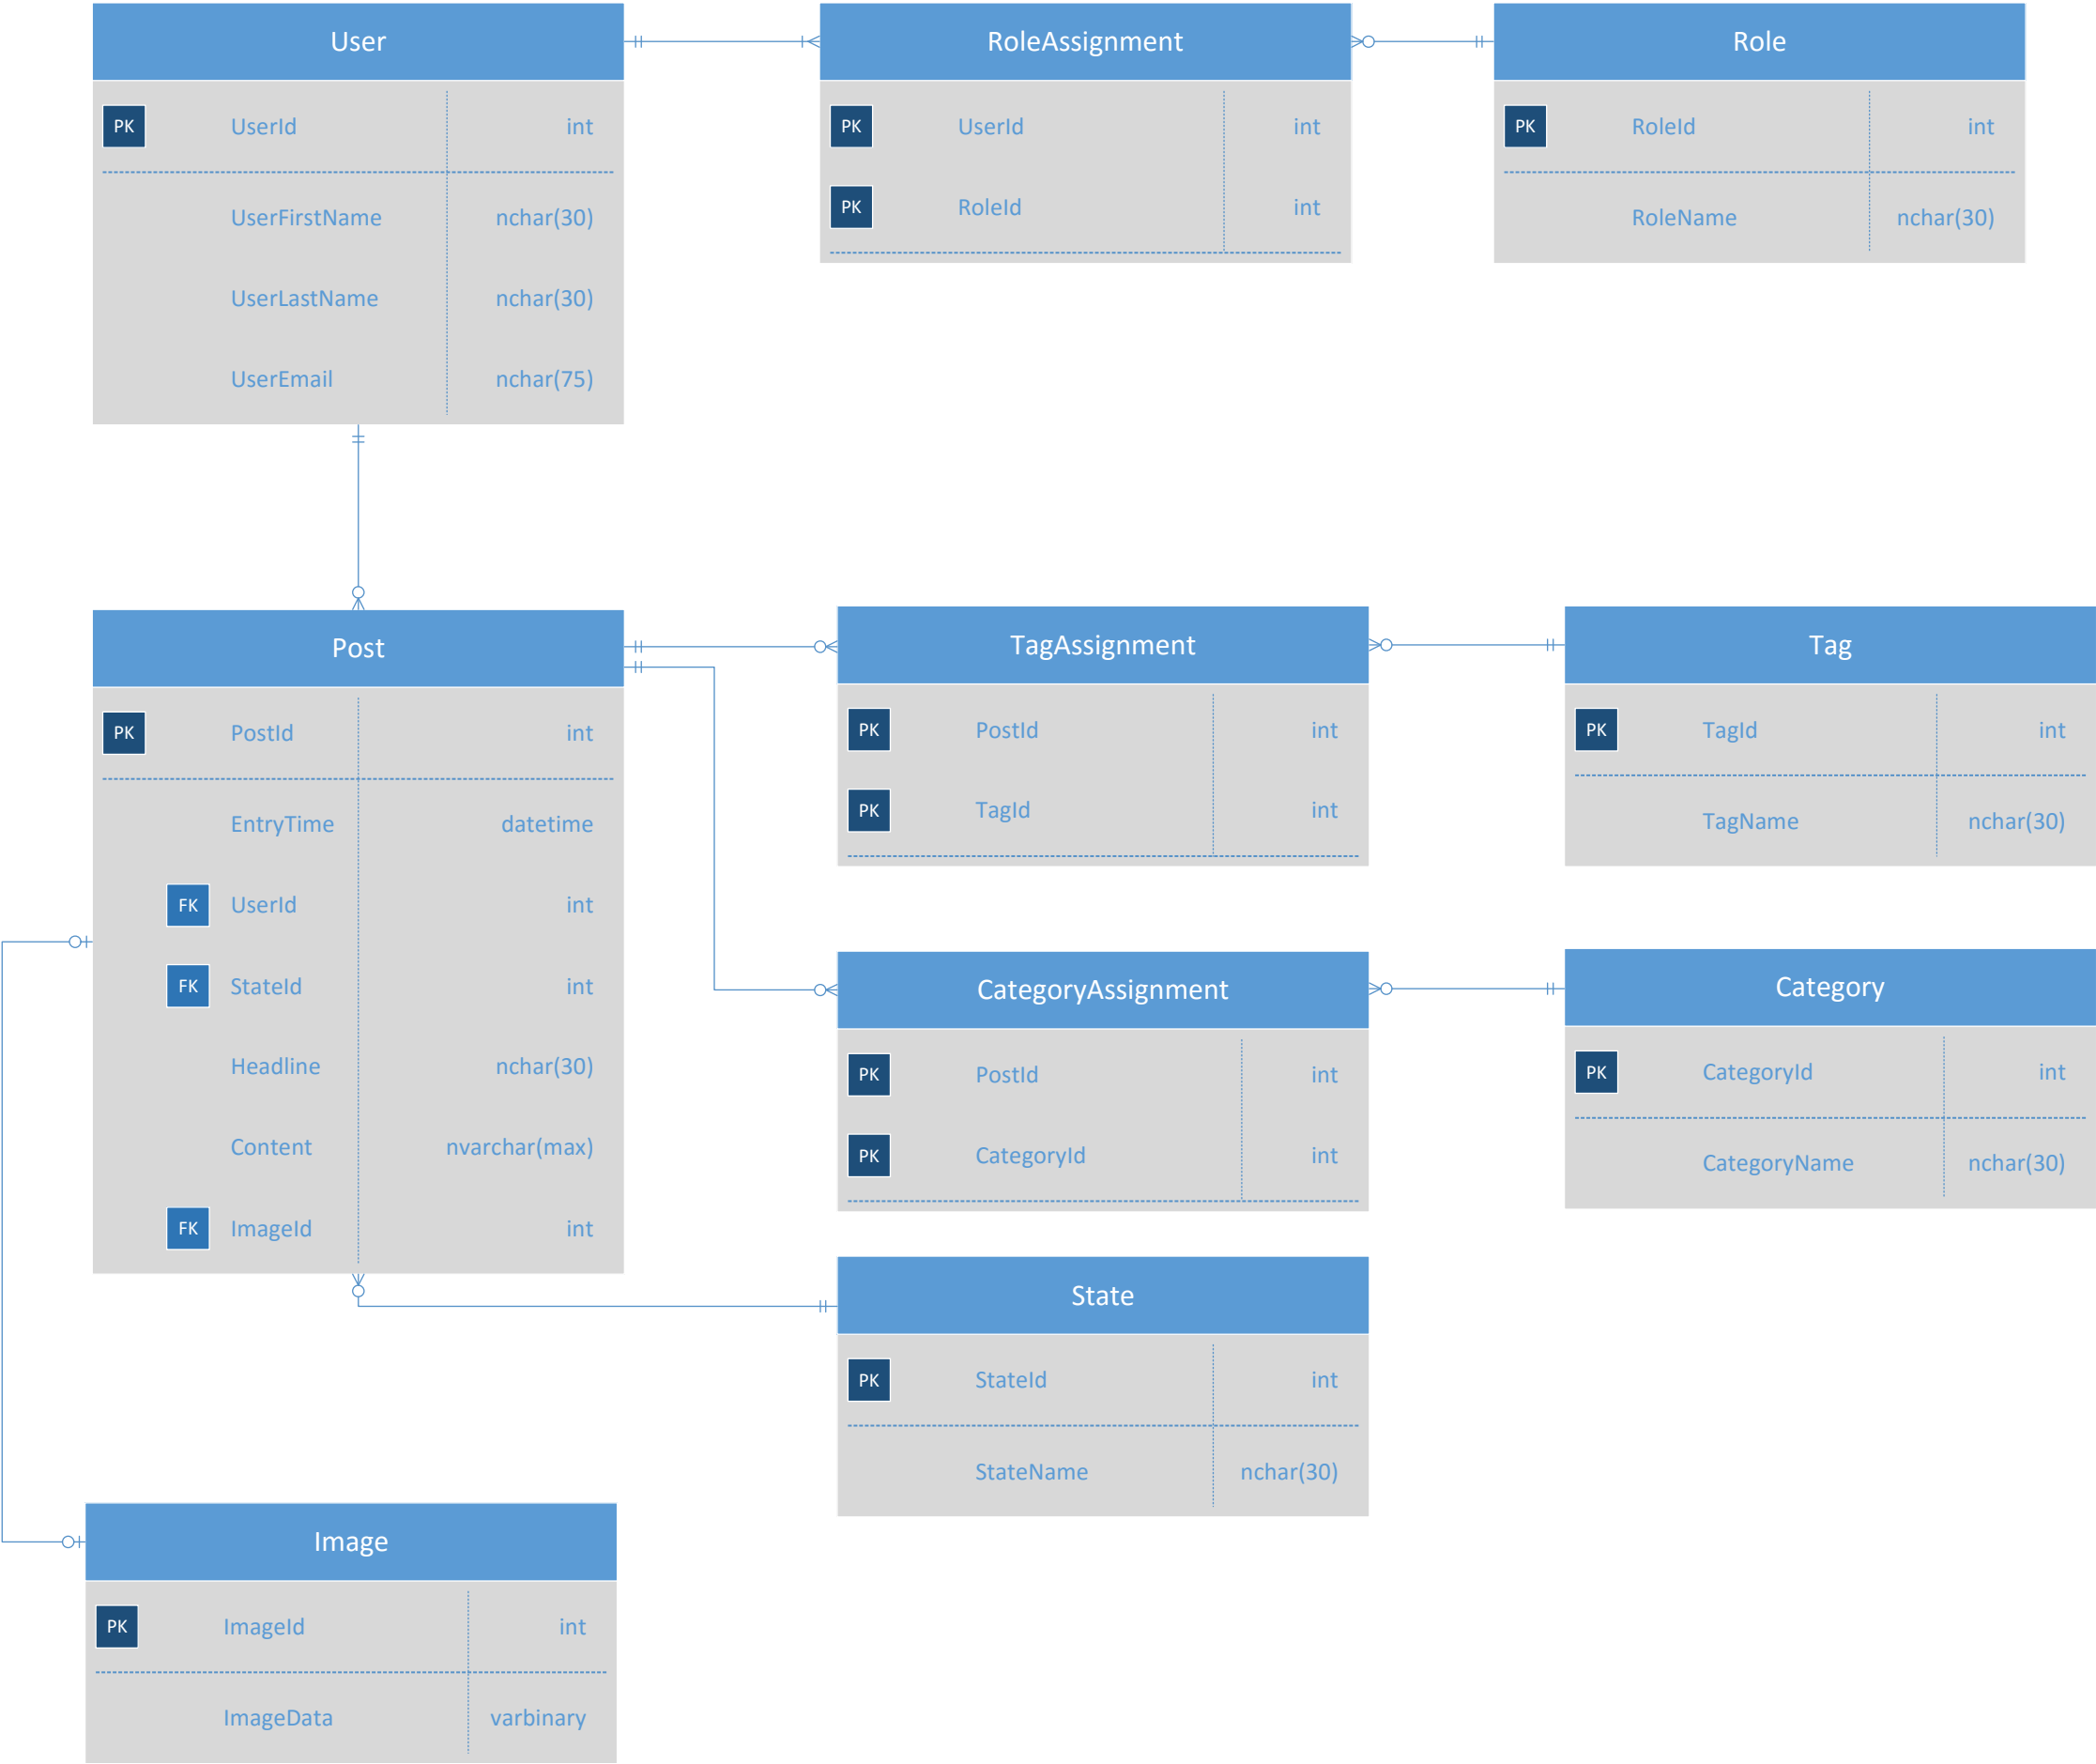 User
PK UserId int
UserFirstName nchar(30)
UserLastName nchar(30)
UserEmail nchar(75)
RoleAssignment
PK UserId int
PK RoleId int
Role
PK RoleId int
RoleName nchar(30)
Post
PK PostId int
EntryTime datetime
FK UserId int
FK StateId int
Headline nchar(30)
Content nvarchar(max)
FK ImageId int
TagAssignment
PK PostId int
PK TagId int
Tag
PK TagId int
TagName nchar(30)
CategoryAssignment
PK PostId int
PK CategoryId int
Category
PK CategoryId int
CategoryName nchar(30)
State
PK StateId int
StateName nchar(30)
Image
PK ImageId int
ImageData varbinary